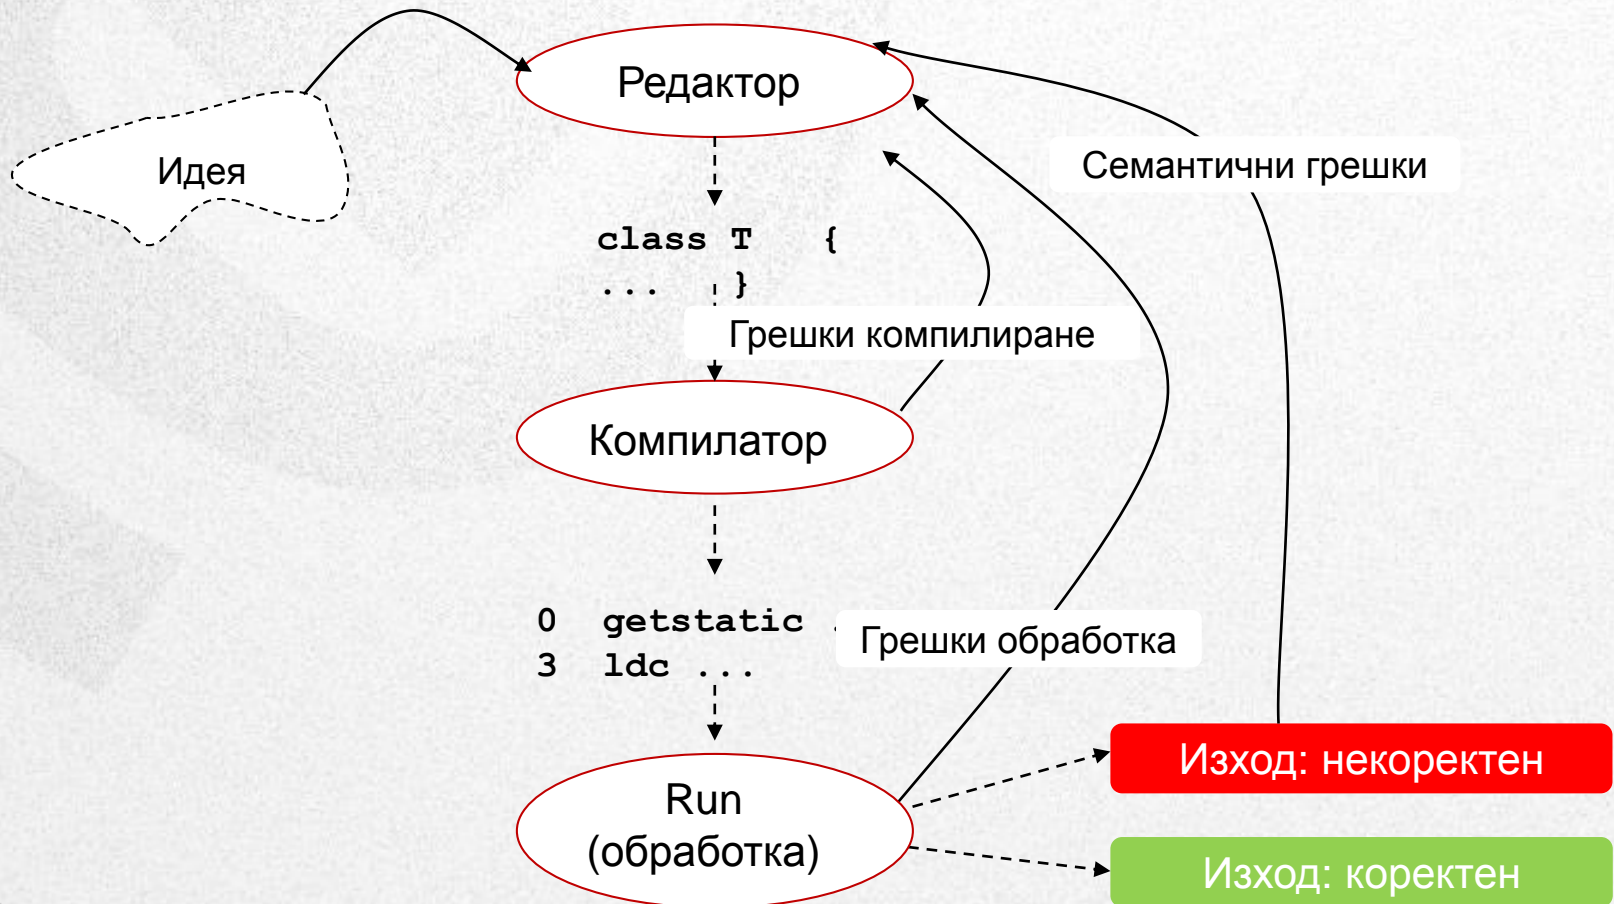 Редактор
Идея
Семантични грешки
class T {
... }
Грешки компилиране
Компилатор
0 getstatic .
3 ldc ...
Грешки обработка
Изход: некоректен
Run
(обработка)
Изход: коректен